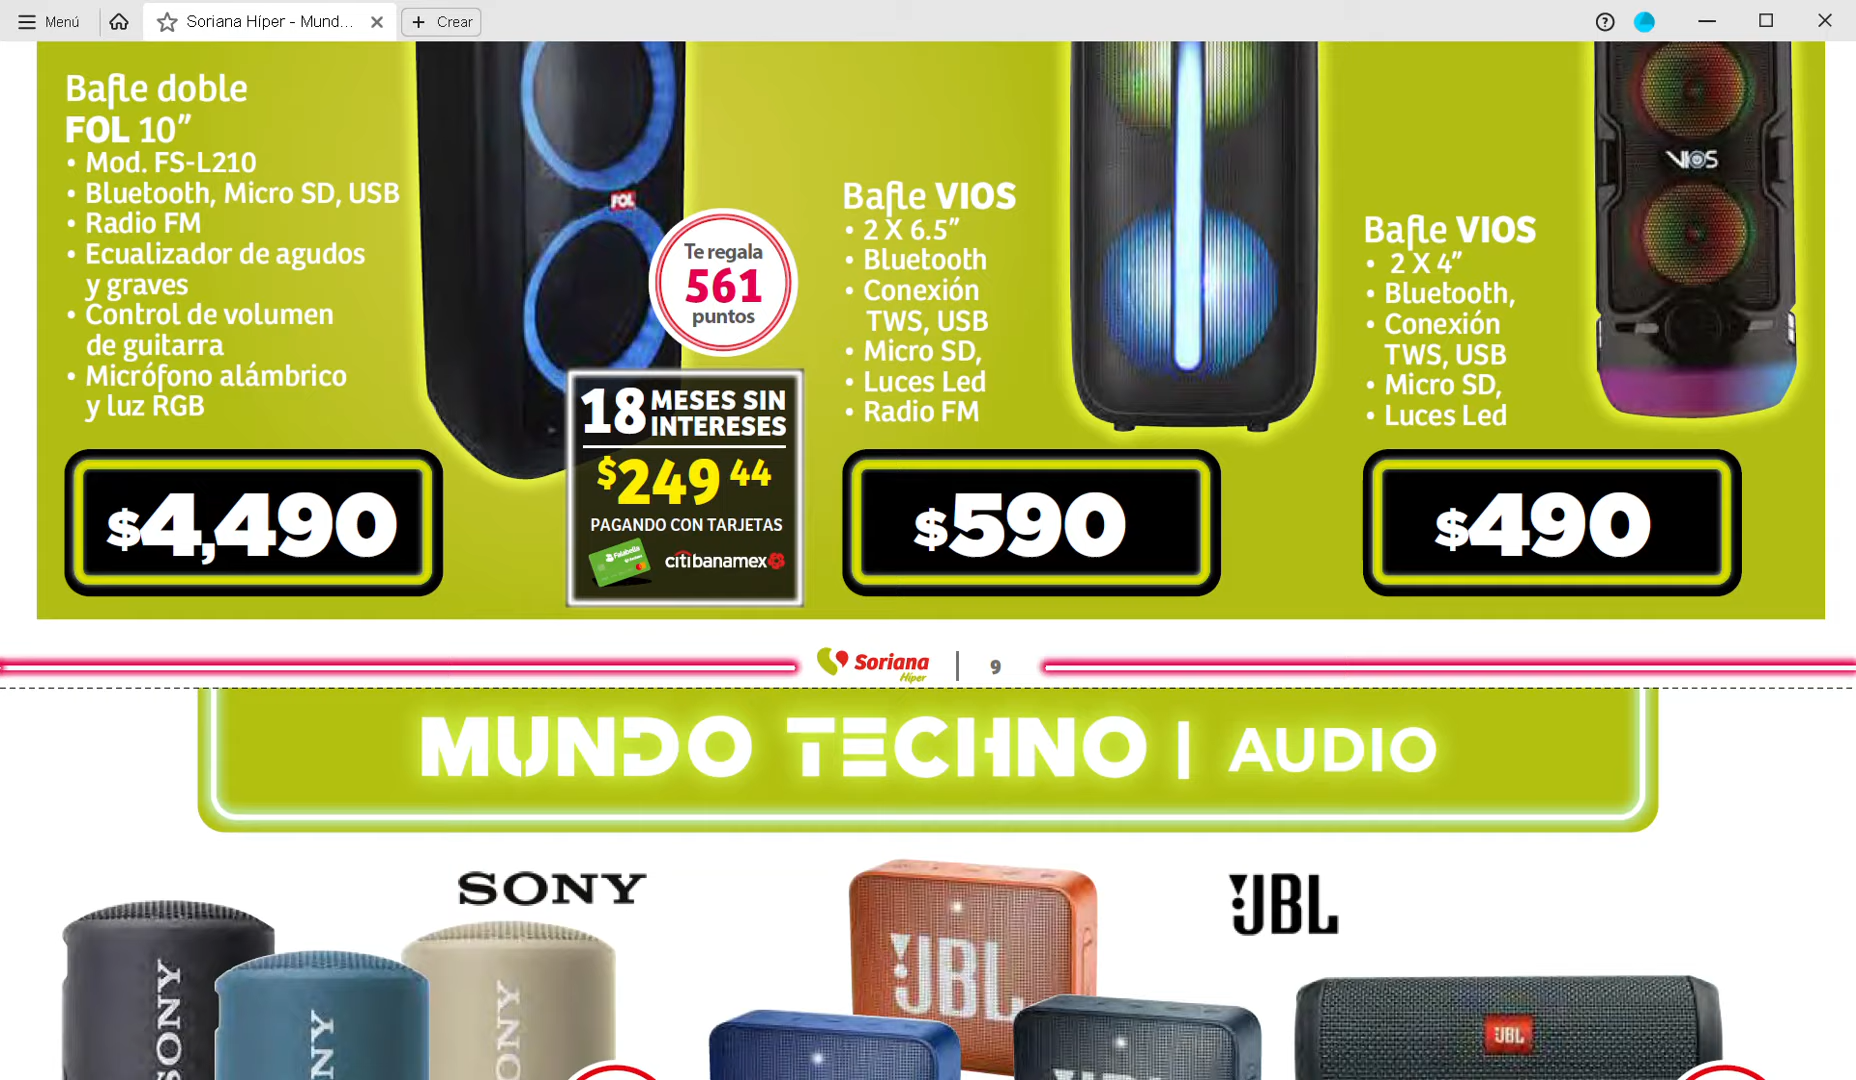 Menú
Soriana Híper - Mund...
Crear
Bafle doble
FOL 10”
• Mod. FS-L210
• Bluetooth, Micro SD, USB
• Radio FM
• Ecualizador de agudos
y graves
• Control de volumen
de guitarra
• Micrófono alámbrico
y luz RGB
$4,490
FOL
Te regala
561
puntos
18 MESES SIN
INTERESES
$249 44
PAGANDO CON TARJETAS
Falabella
citibanamex
Bafle VIOS
• 2 X 6.5”
• Bluetooth
• Conexión
TWS, USB
• Micro SD,
• Luces Led
• Radio FM
$590
Bafle VIOS
• 2 X 4”
• Bluetooth,
• Conexión
TWS, USB
• Micro SD,
• Luces Led
$490
VIOS
Soriana
Híper
9
MUNDO TECHNO | AUDIO
SONY
JBL
SONY
SONY
SONY
JBL
JBL
JBL